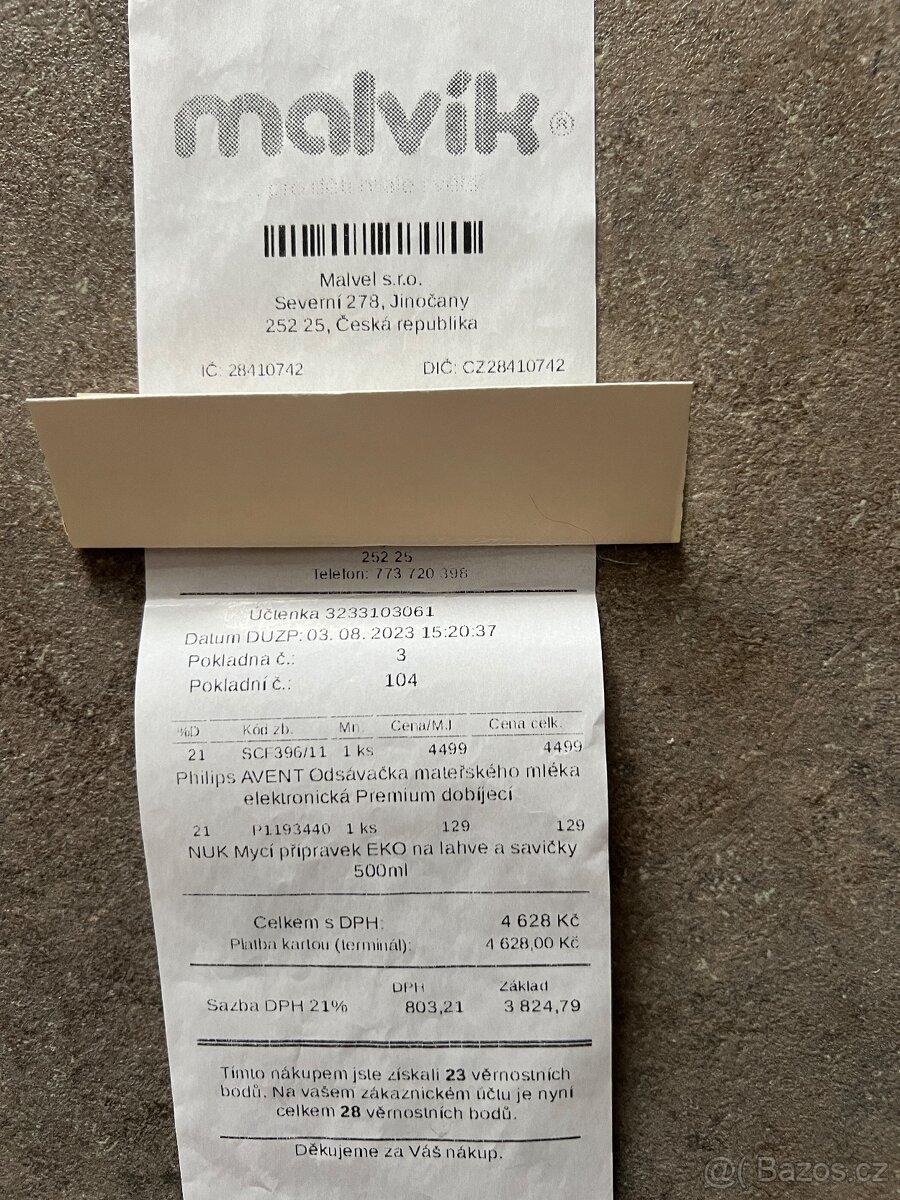 malvík®
pro děti malé i větší
Malvel s.r.o.
Severní 278, Jinočany
252 25, Česká republika
IČ: 28410742 DIČ: CZ28410742
252 25
Telefon: 773 720 398
Účtenka 3233103061
Datum DUZP: 03. 08. 2023 15:20:37
Pokladna č.: 3
Pokladní č.: 104
%D Kód zb. Mn. Cena/MJ Cena celk.
21 SCF396/11 1 ks 4499 4499
Philips AVENT Odsávačka mateřského mléka
elektronická Premium dobíjecí
21 P1193440 1 ks 129 129
NUK Mycí přípravek EKO na lahve a savičky
500ml
Celkem s DPH: 4 628 Kč
Platba kartou (terminál): 4 628,00 Kč
DPH Základ
Sazba DPH 21% 803,21 3 824,79
Tímto nákupem jste získali 23 věrnostních
bodů. Na vašem zákaznickém účtu je nyní
celkem 28 věrnostních bodů.
Děkujeme za Váš nákup.
@( Bazos.cz